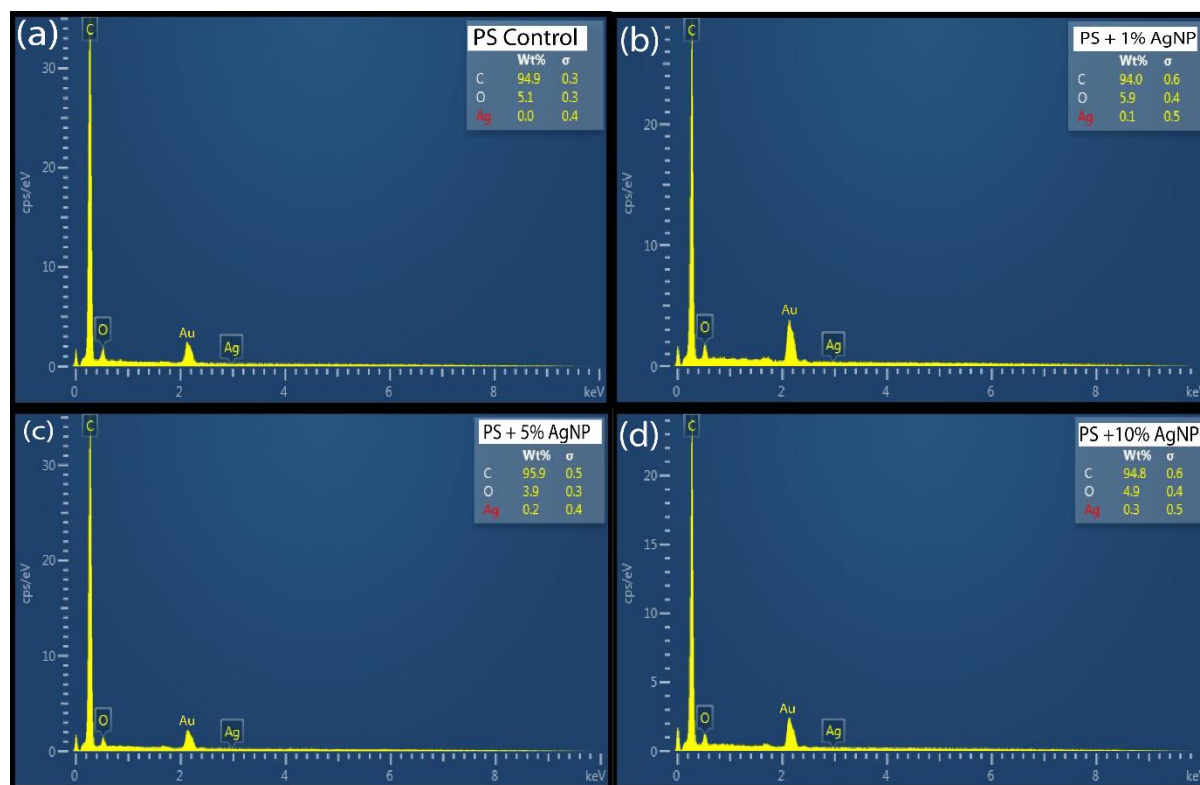 (a)
PS Control
Wt% σ
C 94.9 0.3
O 5.1 0.3
Ag 0.0 0.4
C
30
20
10
0
cps/eV
O
Au
Ag
0 2 4 6 8 keV
(b)
PS + 1% AgNP
Wt% σ
C 94.0 0.6
O 5.9 0.4
Ag 0.1 0.5
C
20
10
0
cps/eV
O
Au
Ag
0 2 4 6 8 keV
(c)
PS + 5% AgNP
Wt% σ
C 95.9 0.5
O 3.9 0.3
Ag 0.2 0.4
C
30
20
10
0
cps/eV
O
Au
Ag
0 2 4 6 8 keV
(d)
PS +10% AgNP
Wt% σ
C 94.8 0.6
O 4.9 0.4
Ag 0.3 0.5
C
20
15
10
5
0
cps/eV
O
Au
Ag
0 2 4 6 8 keV